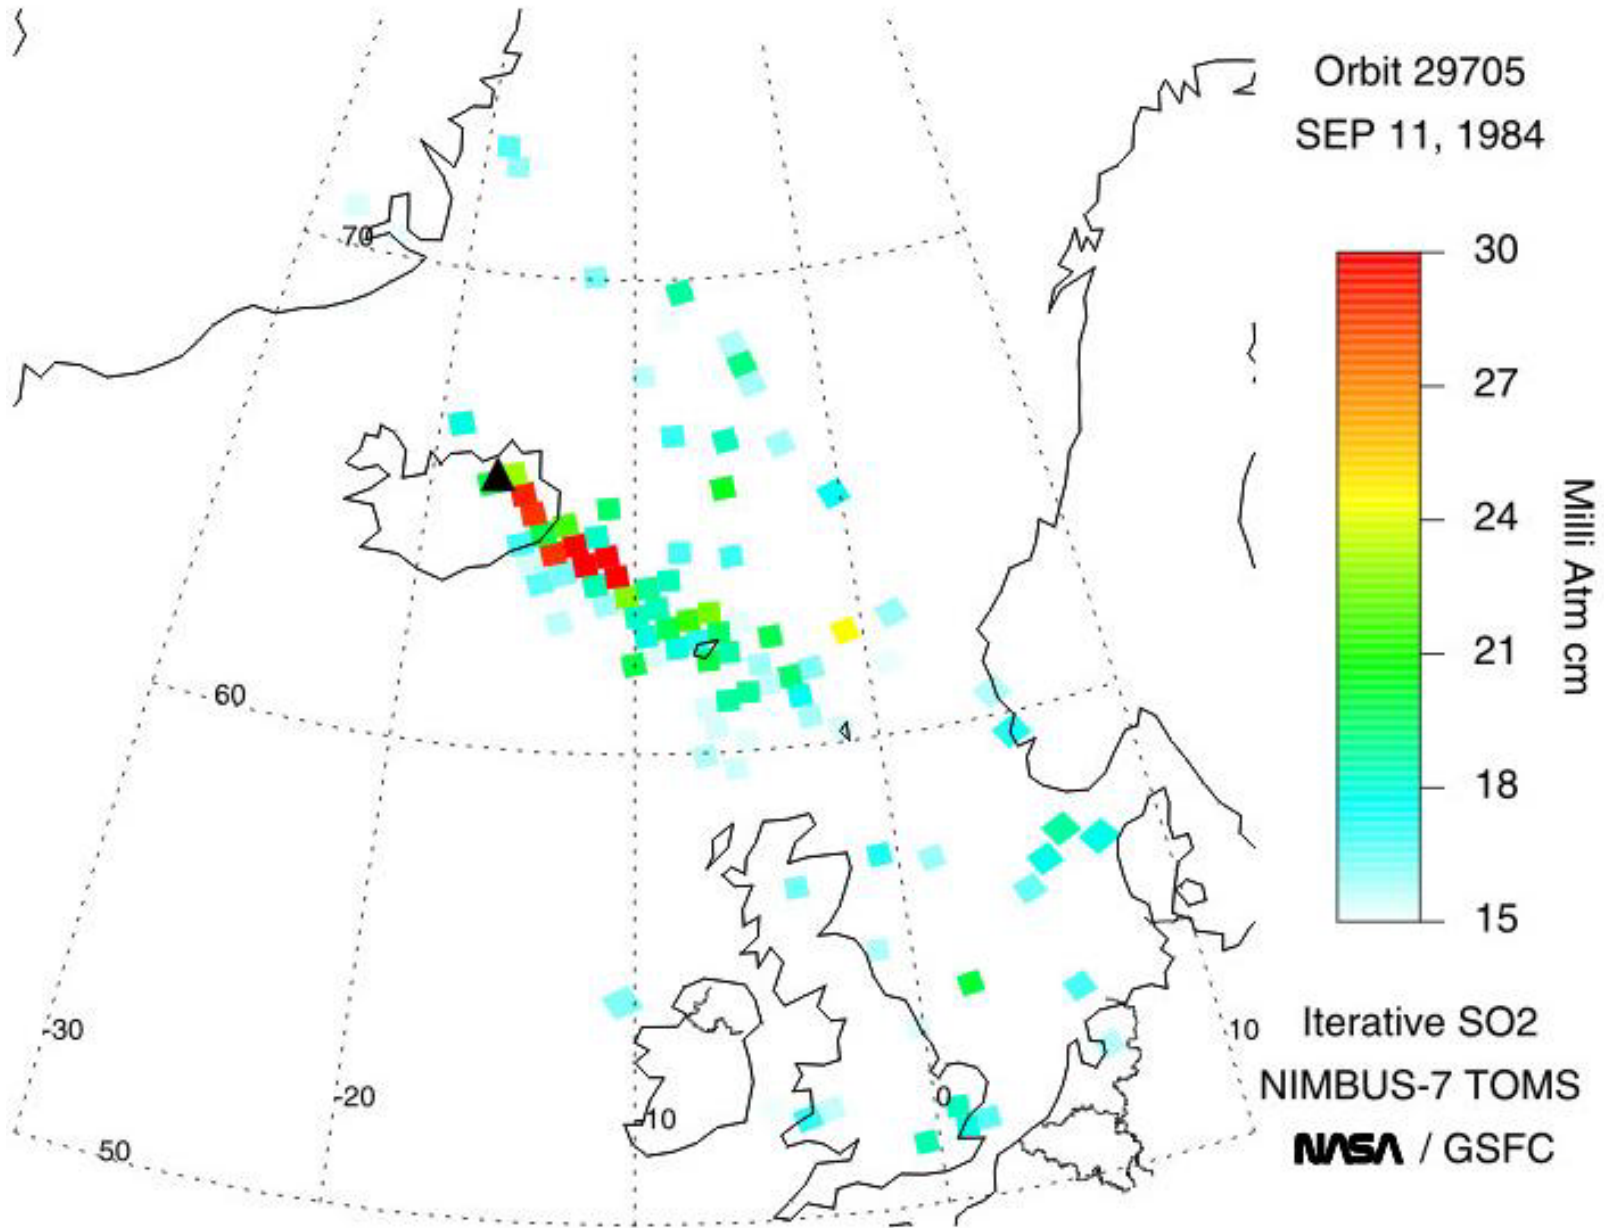 Orbit 29705
SEP 11, 1984
70
60
-30
-20
50
-10
0
10
30
27
24
21
18
15
Milli Atm cm
Iterative SO2
NIMBUS-7 TOMS
NASA / GSFC